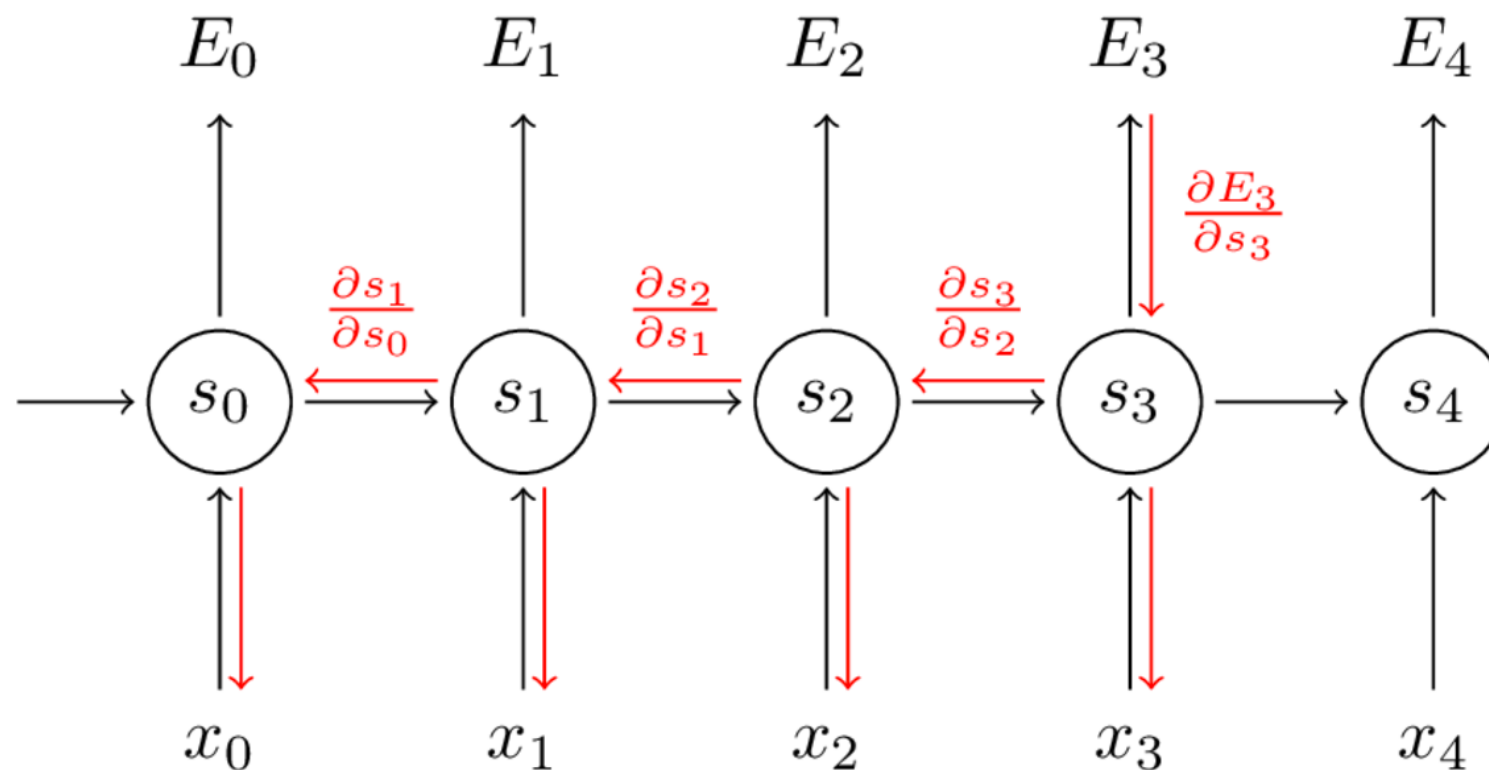 E₀ E₁ E₂ E₃ E₄
∂E₃/∂s₃
∂s₁/∂s₀ ∂s₂/∂s₁ ∂s₃/∂s₂
s₀ s₁ s₂ s₃ s₄
x₀ x₁ x₂ x₃ x₄